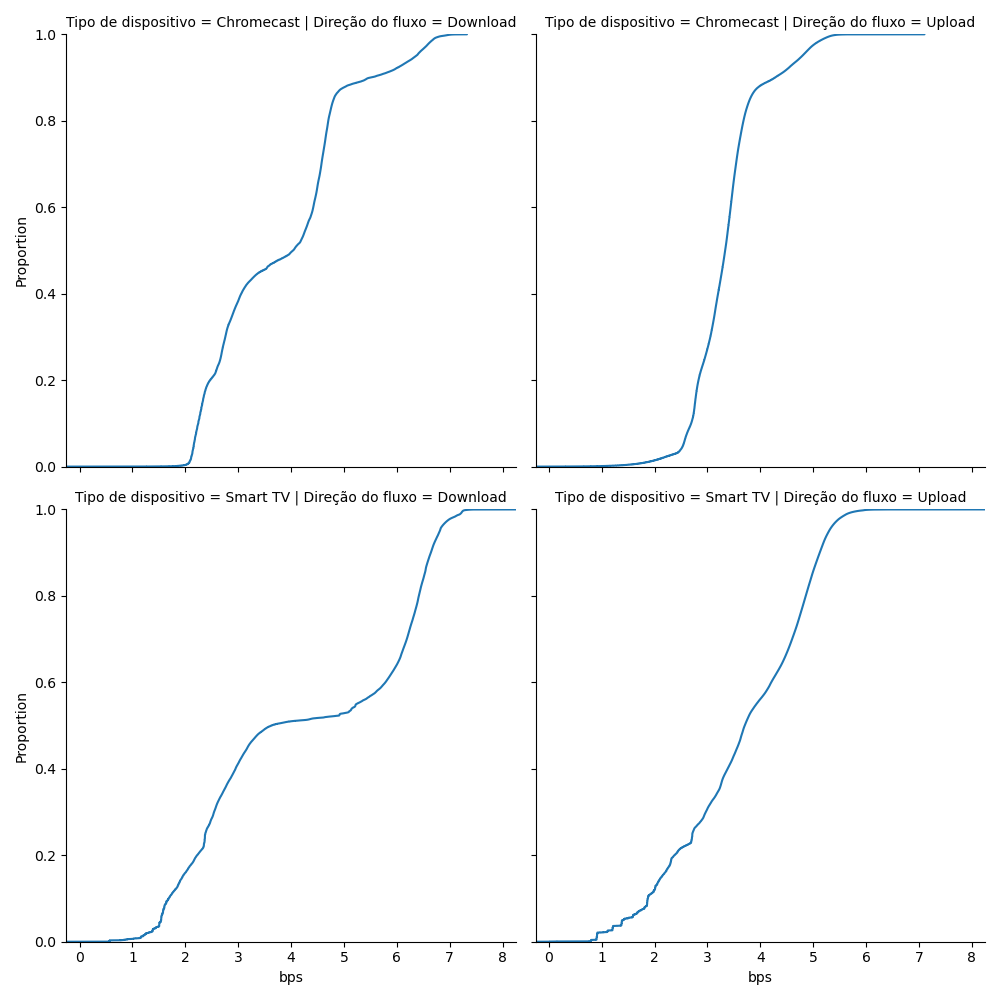 Tipo de dispositivo = Chromecast | Direção do fluxo = Download
Tipo de dispositivo = Chromecast | Direção do fluxo = Upload
1.0
0.8
0.6
0.4
0.2
0.0
Proportion
Tipo de dispositivo = Smart TV | Direção do fluxo = Download
Tipo de dispositivo = Smart TV | Direção do fluxo = Upload
1.0
0.8
0.6
0.4
0.2
0.0
Proportion
0 1 2 3 4 5 6 7 8
0 1 2 3 4 5 6 7 8
bps
bps